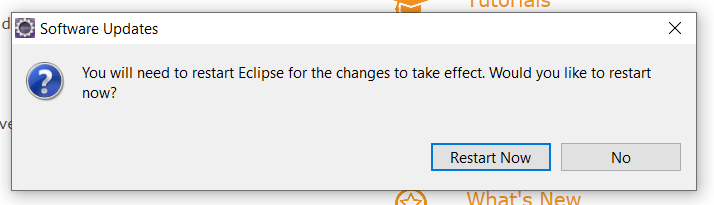 Tutorials
d
Software Updates
You will need to restart Eclipse for the changes to take effect. Would you like to restart
now?
ve
Restart Now
No
What's New